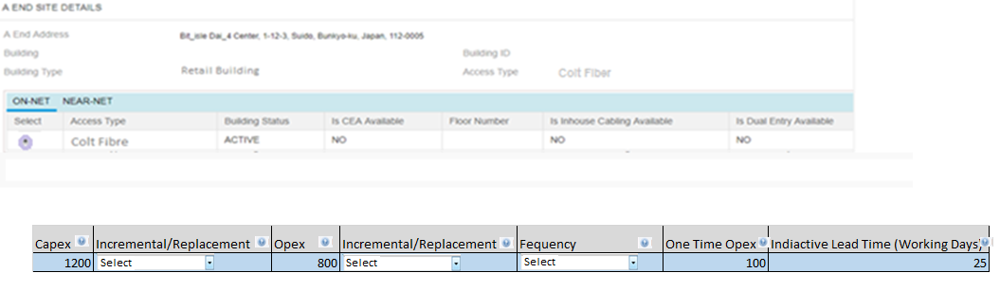 A END SITE DETAILS
A End Address Bit_isle Dai_4 Center, 1-12-3, Suido, Bunkyo-ku, Japan, 112-0005
Building Building ID
Building Type Retail Building Access Type Colt Fiber
ON-NET NEAR-NET
Select Access Type Building Status Is CEA Available Floor Number Is Inhouse Cabling Available Is Dual Entry Available
Colt Fibre ACTIVE NO NO NO
Capex ? Incremental/Replacement ? Opex ? Incremental/Replacement ? Fequency ? One Time Opex ? Indiactive Lead Time (Working Days) ?
1200 Select 800 Select Select 100 25